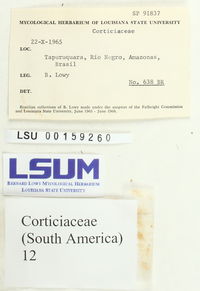 SP 91837
MYCOLOGICAL HERBARIUM OF LOUISIANA STATE UNIVERSITY
Corticiaceae
22-X-1965
LOC. Tapuruquara, Rio Negro, Amazonas,
Brasil
LEG. B. Lowy No. 638 BR
DET.
Brazilian collections of B. Lowy made under the auspices of the Fulbright Commission
and Louisiana State University, June 1965 - June 1966.
LSU 00159260
LSUM
BERNARD LOWY MYCOLOGICAL HERBARIUM
LOUISIANA STATE UNIVERSITY
Corticiaceae
(South America)
12